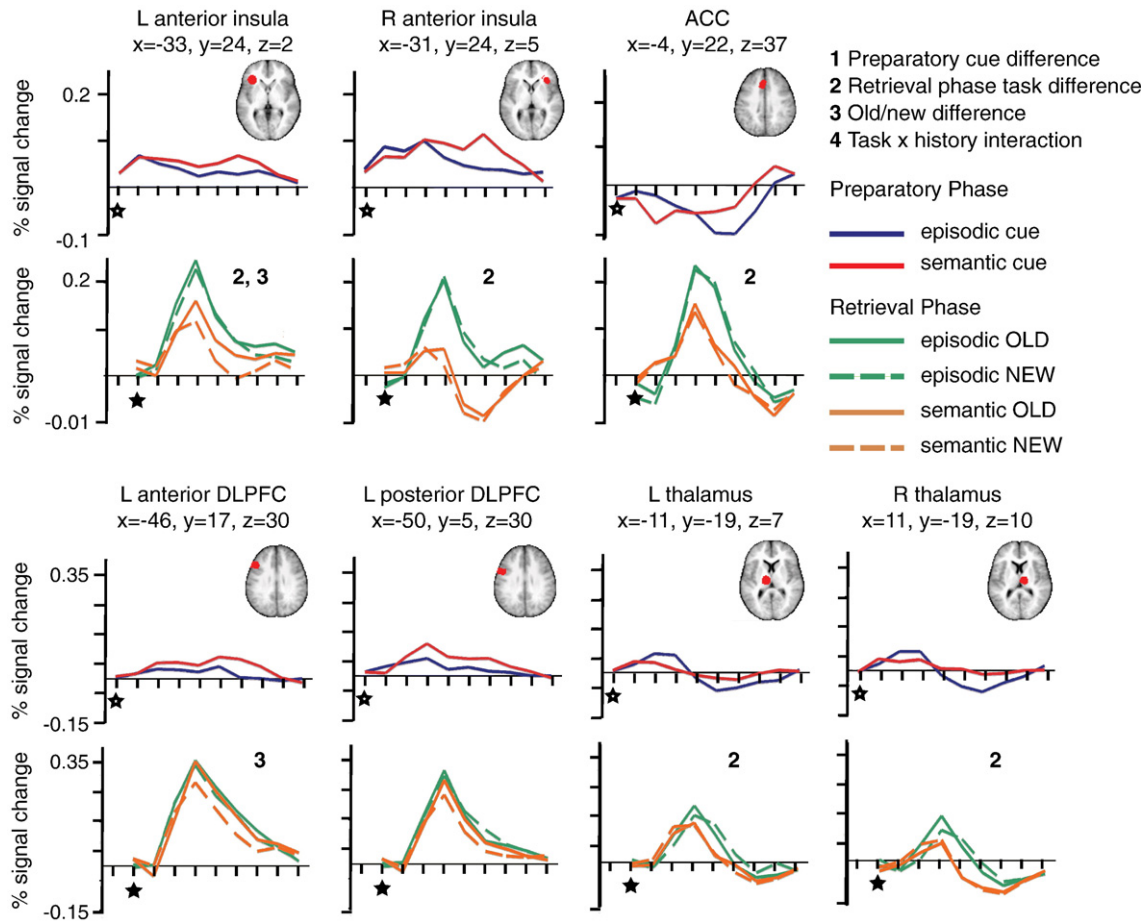 L anterior insula
x=-33, y=24, z=2
R anterior insula
x=-31, y=24, z=5
ACC
x=-4, y=22, z=37
1 Preparatory cue difference
2 Retrieval phase task difference
3 Old/new difference
4 Task x history interaction
Preparatory Phase
episodic cue
semantic cue
Retrieval Phase
episodic OLD
episodic NEW
semantic OLD
semantic NEW
% signal change
0.2
-0.1
% signal change
0.2
-0.01
2, 3
2
2
L anterior DLPFC
x=-46, y=17, z=30
L posterior DLPFC
x=-50, y=5, z=30
L thalamus
x=-11, y=-19, z=7
R thalamus
x=11, y=-19, z=10
% signal change
0.35
-0.15
% signal change
0.35
-0.15
3
2
2